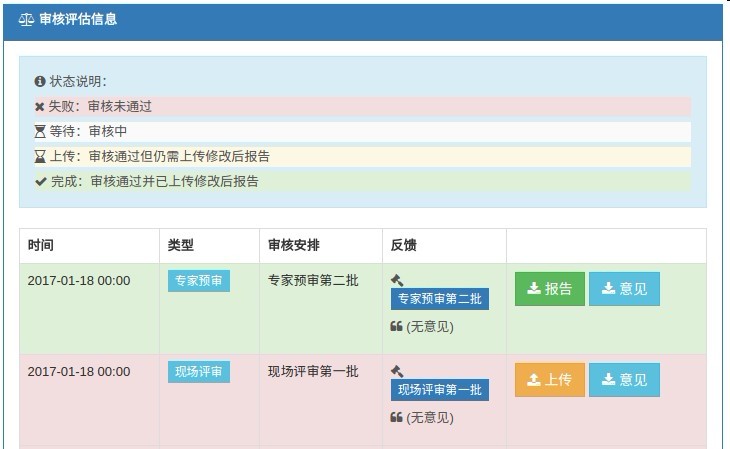 审核评估信息
状态说明：
失败：审核未通过
等待：审核中
上传：审核通过但仍需上传修改后报告
完成：审核通过并已上传修改后报告
时间 类型 审核安排 反馈
2017-01-18 00:00 专家预审 专家预审第二批 专家预审第二批 报告 意见
(无意见)
2017-01-18 00:00 现场评审 现场评审第一批 现场评审第一批 上传 意见
(无意见)